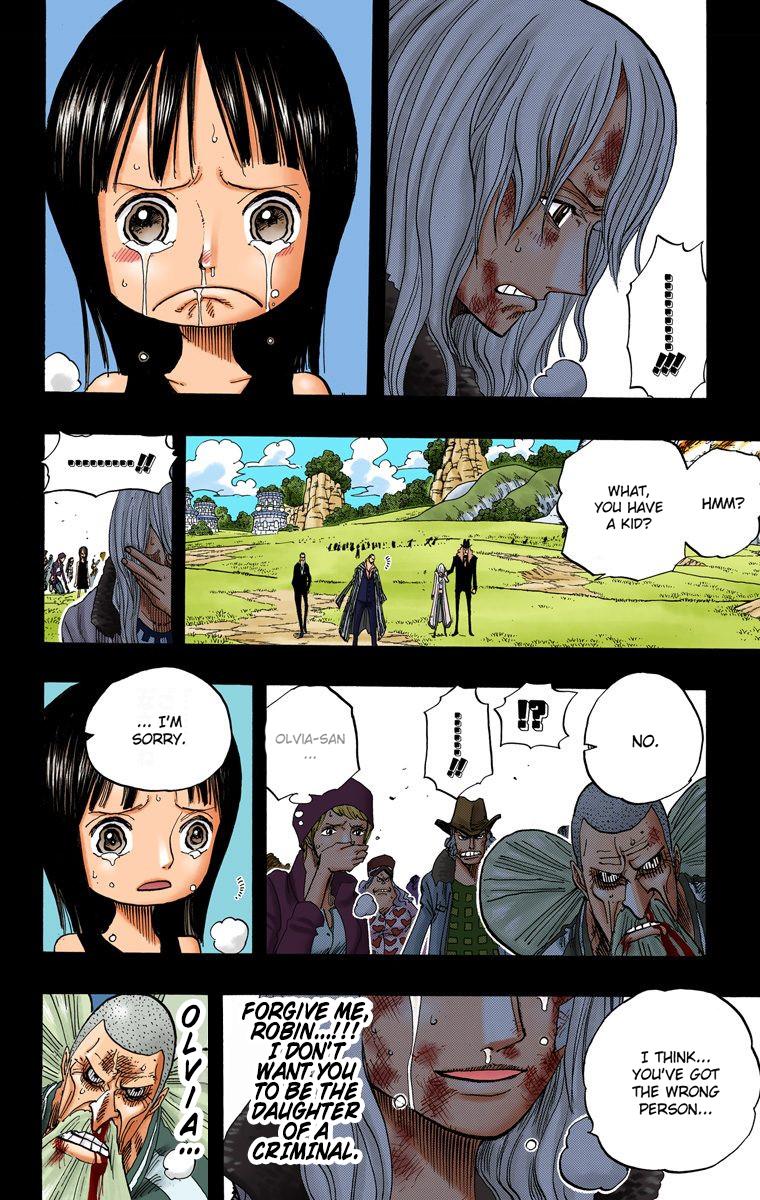 ..........!!!
HMM?
WHAT,
YOU HAVE
A KID?
...........!!
NO.
!?
.......!!
OLVIA-SAN
...
... I'M
SORRY.
I THINK...
YOU'VE GOT
THE WRONG
PERSON...
FORGIVE ME,
ROBIN...!!!
I DON'T
WANT YOU
TO BE THE
DAUGHTER
OF A
CRIMINAL.
OLVIA...